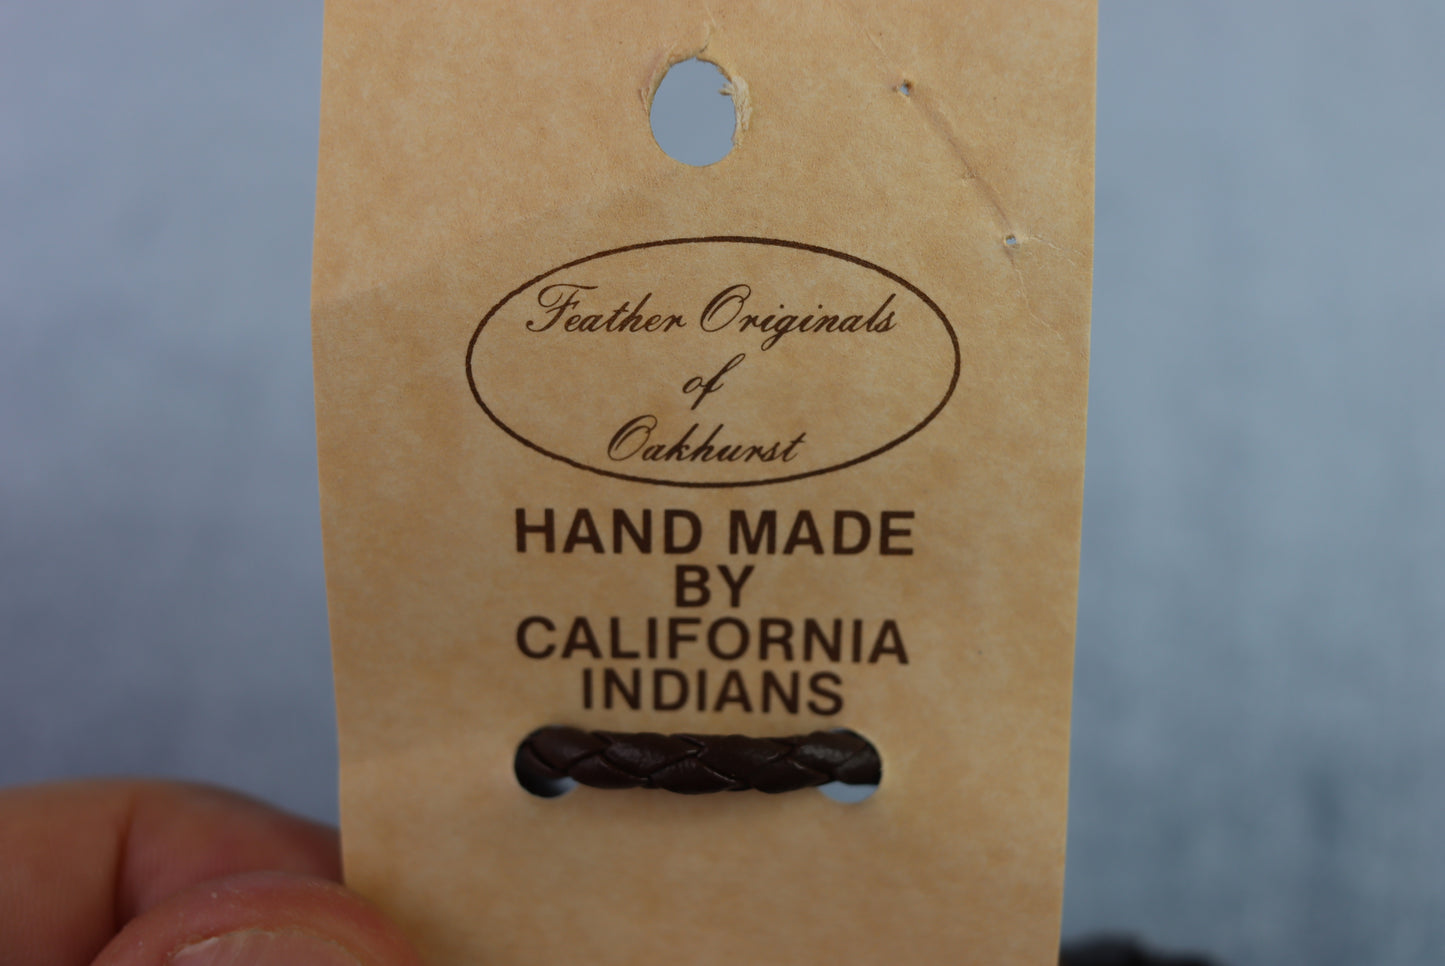 Feather Originals
of
Oakhurst
HAND MADE
BY
CALIFORNIA
INDIANS